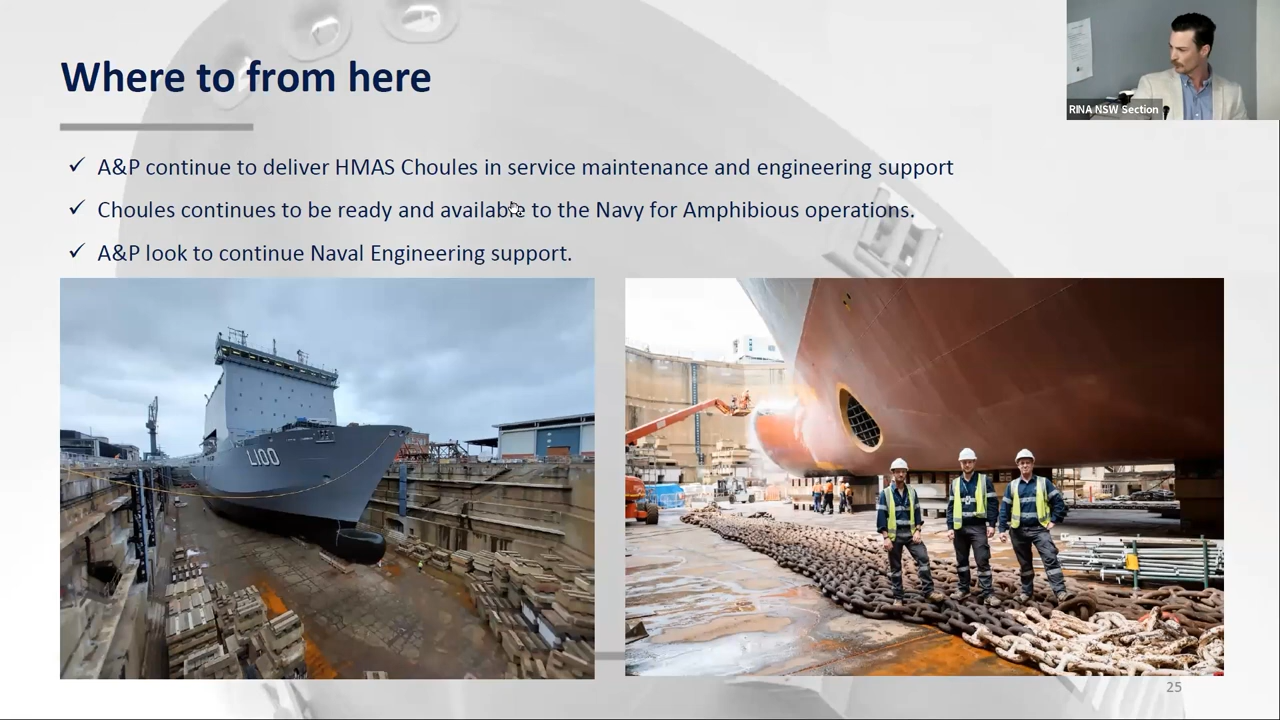 Where to from here
RINA NSW Section
✓ A&P continue to deliver HMAS Choules in service maintenance and engineering support
✓ Choules continues to be ready and available to the Navy for Amphibious operations.
✓ A&P look to continue Naval Engineering support.
L100
25